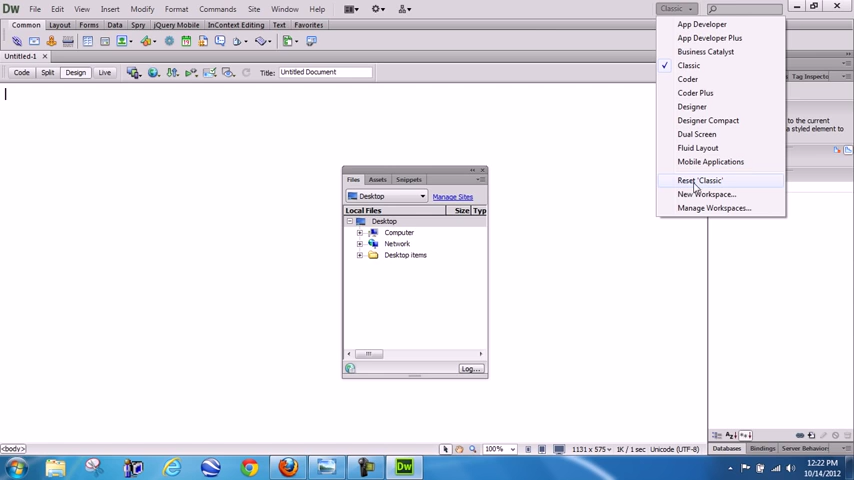 Dw File Edit View Insert Modify Format Commands Site Window Help
Classic
Common Layout Forms Data Spry jQuery Mobile InContext Editing Text Favorites
Untitled-1
Code Split Design Live Title: Untitled Document
App Developer
App Developer Plus
Business Catalyst
Classic
Coder
Coder Plus
Designer
Designer Compact
Dual Screen
Fluid Layout
Mobile Applications
Reset 'Classic'
New Workspace...
Manage Workspaces...
Tag Inspecto
to the current
a styled element to
Files Assets Snippets
Desktop Manage Sites
Local Files Size Typ
Desktop
Computer
Network
Desktop items
Log...
<body> 100% 1131 x 575 1K / 1 sec Unicode (UTF-8)
Databases Bindings Server Behav
Dw
12:22 PM
10/14/2012